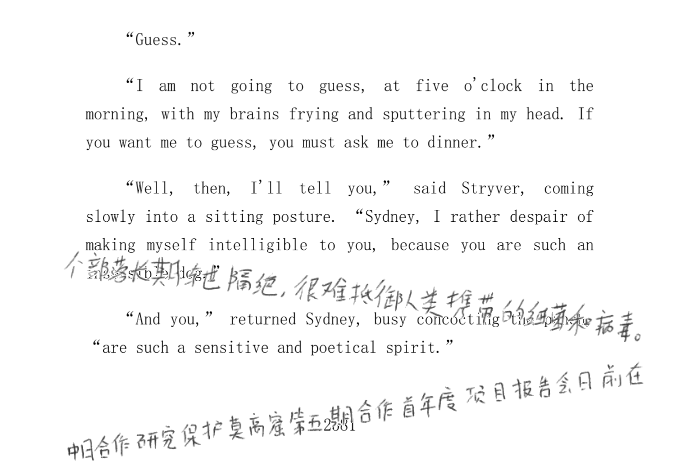 “Guess.”
“I am not going to guess, at five o'clock in the
morning, with my brains frying and sputtering in my head. If
you want me to guess, you must ask me to dinner.”
“Well, then, I'll tell you,” said Stryver, coming
slowly into a sitting posture. “Sydney, I rather despair of
making myself intelligible to you, because you are such an
个部落长期与世隔绝，很难抵御人类携带的细菌和病毒。
“And you,” returned Sydney, busy concocting the
“are such a sensitive and poetical spirit.”
中日合作研究保护莫高窟第五期合作首年度项目报告会日前在